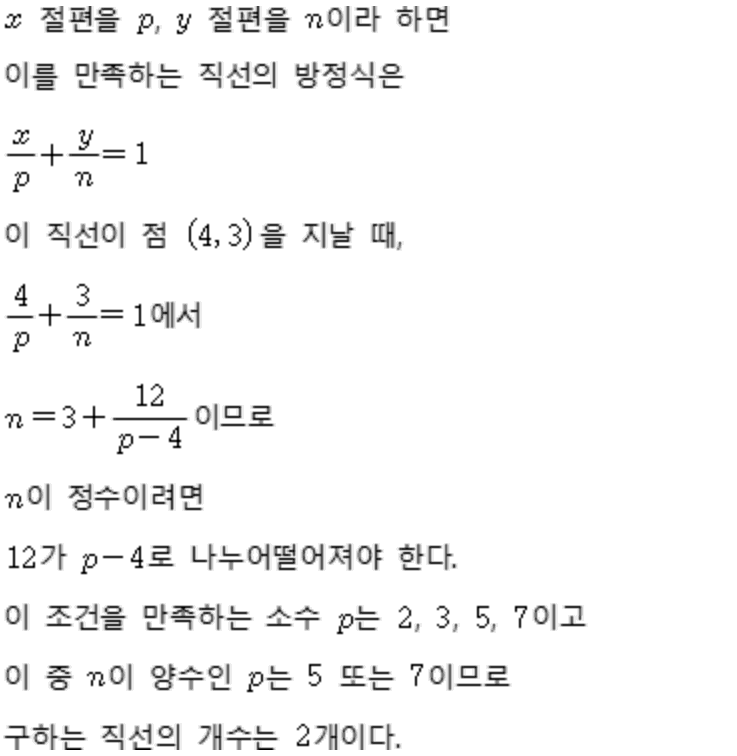 x 절편을 p, y 절편을 n이라 하면
이를 만족하는 직선의 방정식은
x/p + y/n = 1
이 직선이 점 (4, 3)을 지날 때,
4/p + 3/n = 1에서
n = 3 + 12/(p-4) 이므로
n이 정수이려면
12가 p-4로 나누어떨어져야 한다.
이 조건을 만족하는 소수 p는 2, 3, 5, 7이고
이 중 n이 양수인 p는 5 또는 7이므로
구하는 직선의 개수는 2개이다.